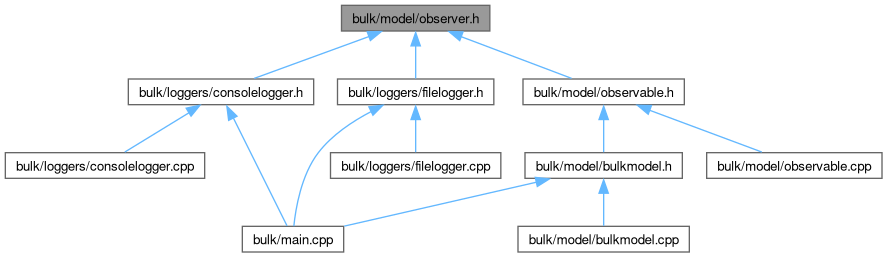 bulk/model/observer.h
bulk/loggers/consolelogger.h
bulk/loggers/filelogger.h
bulk/model/observable.h
bulk/loggers/consolelogger.cpp
bulk/loggers/filelogger.cpp
bulk/model/bulkmodel.h
bulk/model/observable.cpp
bulk/main.cpp
bulk/model/bulkmodel.cpp